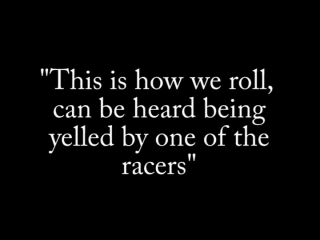 "This is how we roll,
can be heard being
yelled by one of the
racers"